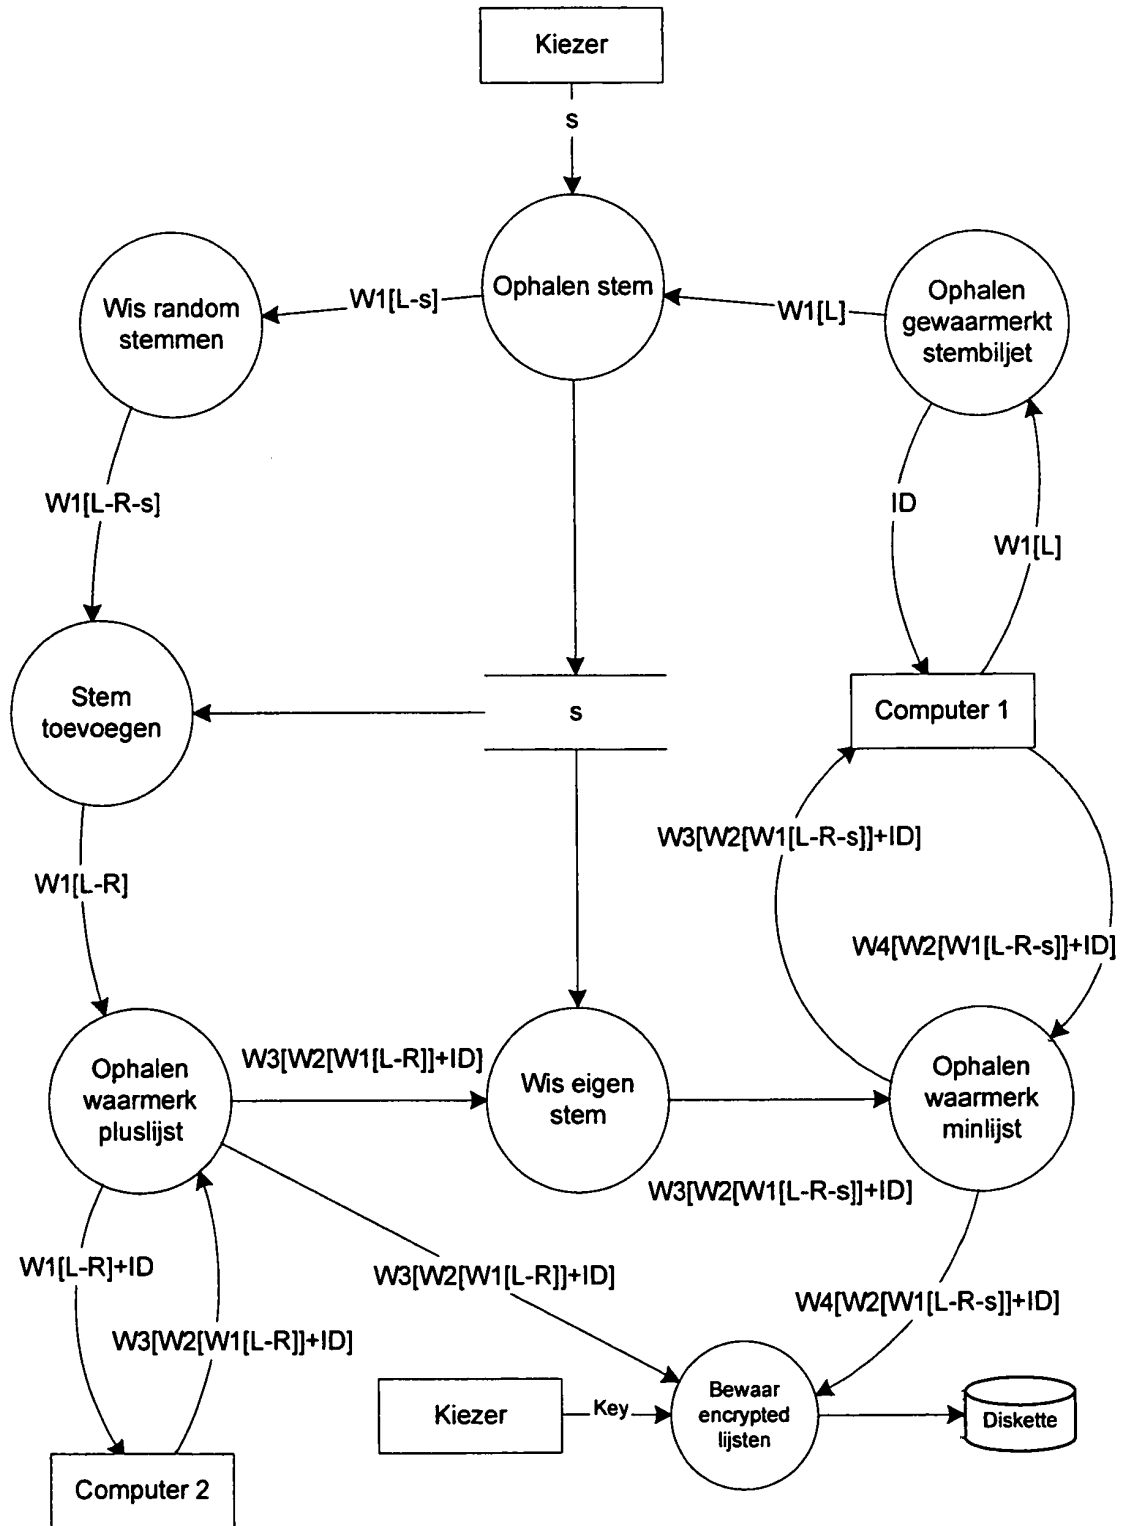 Kiezer
s
Ophalen stem
W1[L-s]
W1[L]
Wis random
stemmen
Ophalen
gewaarmerkt
stembiljet
W1[L-R-s]
ID
W1[L]
Stem
toevoegen
s
Computer 1
W3[W2[W1[L-R-s]]+ID]
W1[L-R]
W4[W2[W1[L-R-s]]+ID]
Ophalen
waarmerk
pluslijst
W3[W2[W1[L-R]]+ID]
Wis eigen
stem
Ophalen
waarmerk
minlijst
W3[W2[W1[L-R-s]]+ID]
W1[L-R]+ID
W3[W2[W1[L-R]]+ID]
W4[W2[W1[L-R-s]]+ID]
W3[W2[W1[L-R]]+ID]
Kiezer
Key
Bewaar
encrypted
lijsten
Diskette
Computer 2